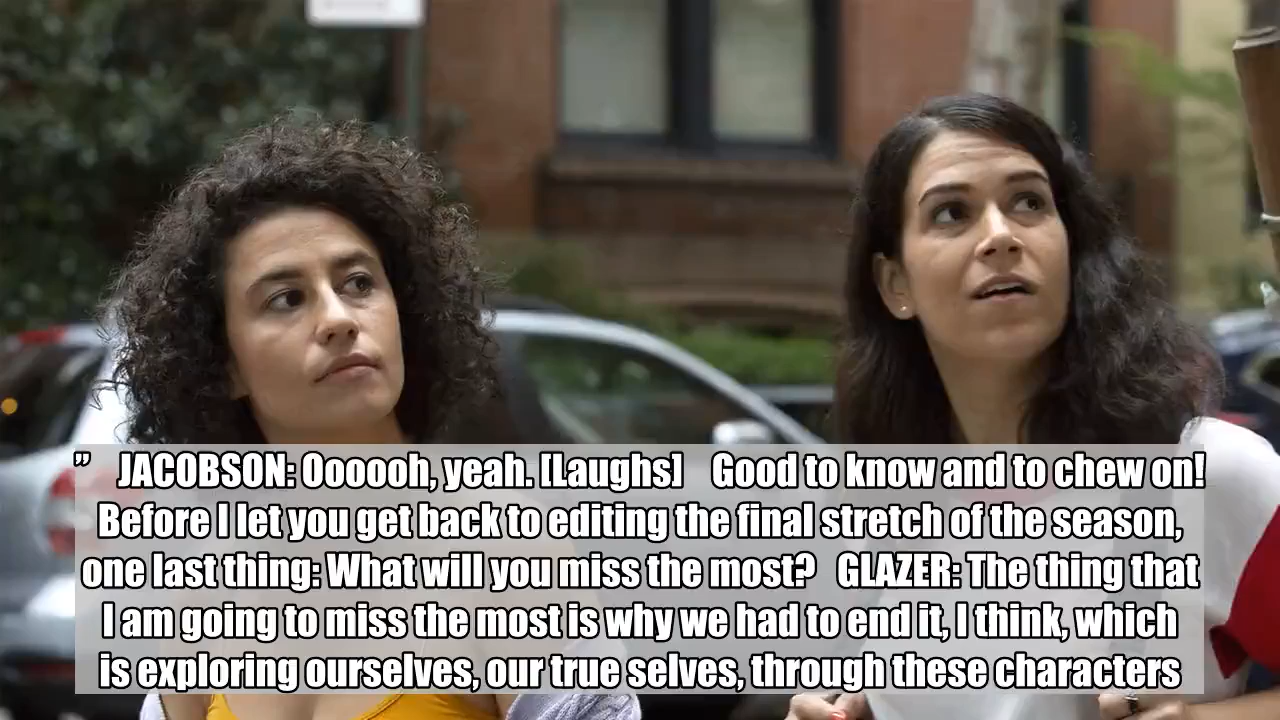 ” JACOBSON: Oooooh, yeah. [Laughs] Good to know and to chew on!
Before I let you get back to editing the final stretch of the season,
one last thing: What will you miss the most? GLAZER: The thing that
I am going to miss the most is why we had to end it, I think, which
is exploring ourselves, our true selves, through these characters